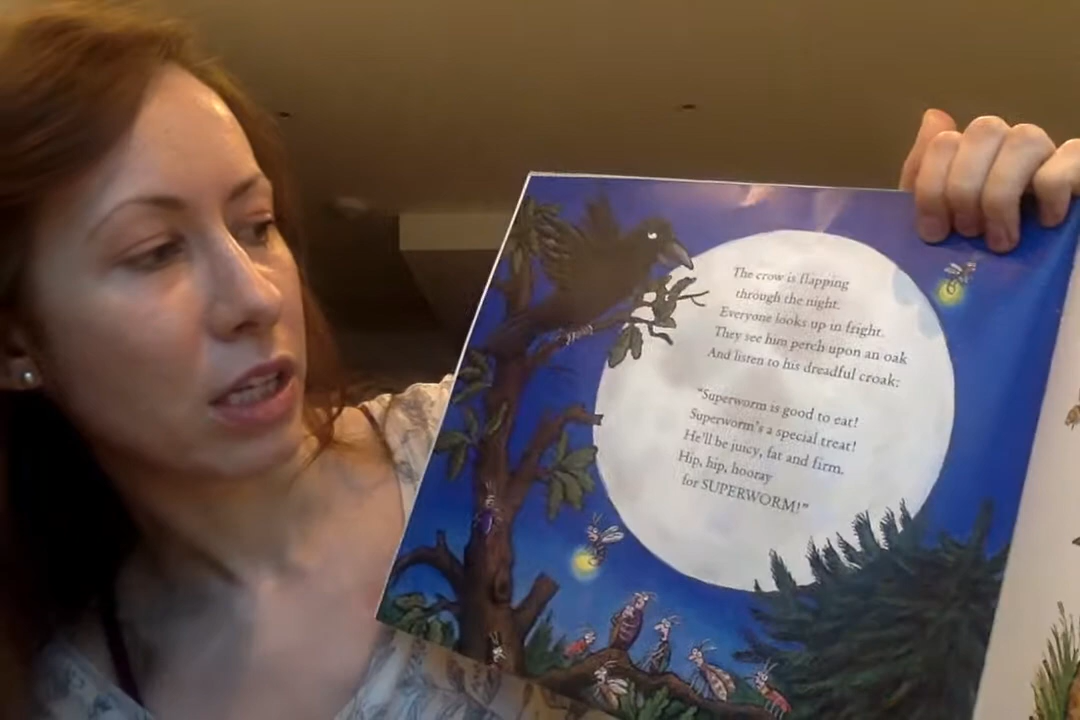 The crow is flapping
through the night.
Everyone looks up in fright.
They see him perch upon an oak
And listen to his dreadful croak:
"Superworm is good to eat!
Superworm's a special treat!
He'll be juicy, fat and firm.
Hip, hip, hooray
for SUPERWORM!"